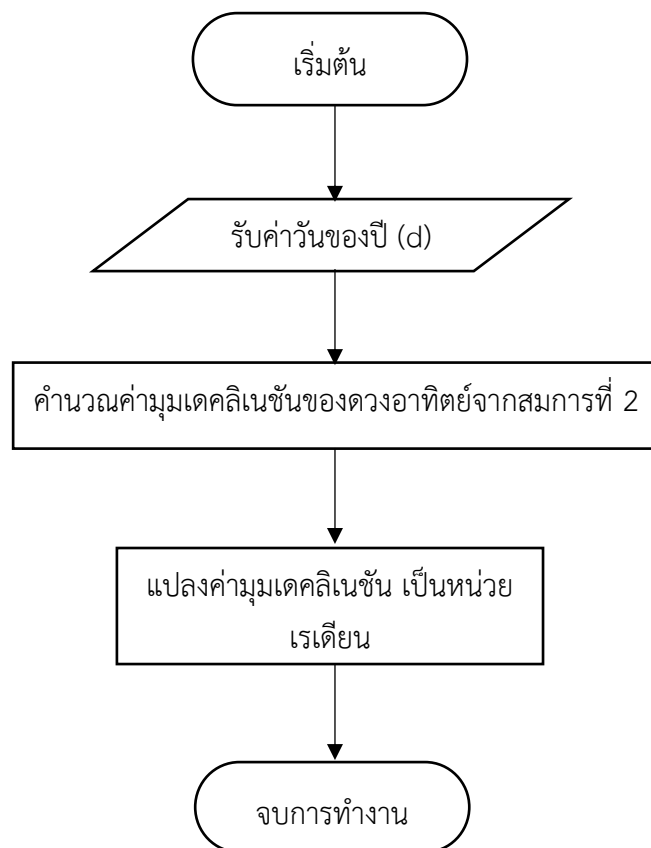 เริ่มต้น
รับค่าวันของปี (d)
คำนวณค่ามุมเดคลิเนชันของดวงอาทิตย์จากสมการที่ 2
แปลงค่ามุมเดคลิเนชัน เป็นหน่วย
เรเดียน
จบการทำงาน